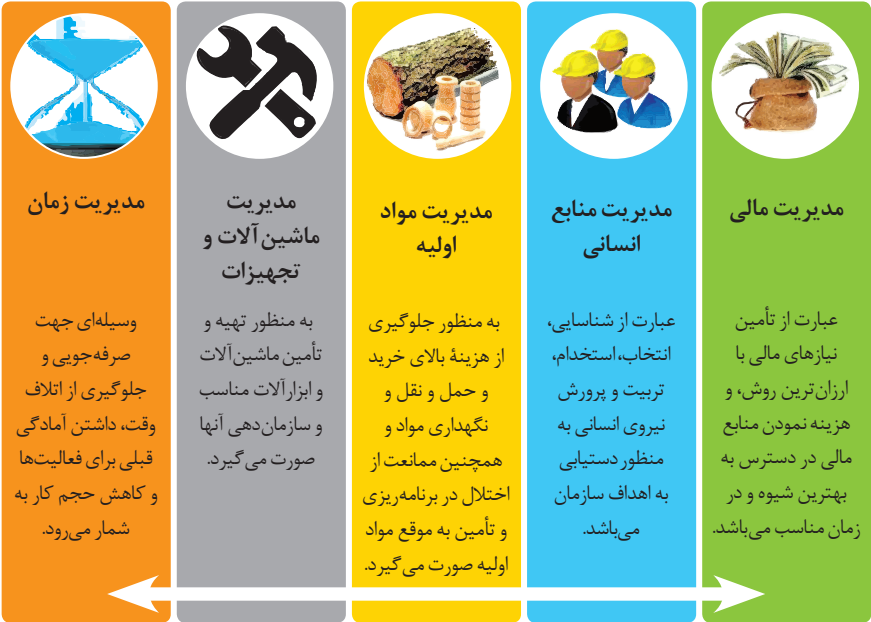 مدیریت مالی
عبارت از تأمین
نیازهای مالی با
ارزان‌ترین روش، و
هزینه نمودن منابع
مالی در دسترس به
بهترین شیوه و در
زمان مناسب می‌باشد.
مدیریت منابع
انسانی
عبارت از شناسایی،
انتخاب، استخدام،
تربیت و پرورش
نیروی انسانی به
منظور دستیابی
به اهداف سازمان
می‌باشد.
مدیریت مواد
اولیه
به منظور جلوگیری
از هزینهٔ بالای خرید
و حمل و نقل و
نگهداری مواد و
همچنین ممانعت از
اختلال در برنامه‌ریزی
و تأمین به موقع مواد
اولیه صورت می‌گیرد.
مدیریت
ماشین‌آلات و
تجهیزات
به منظور تهیه و
تأمین ماشین‌آلات
و ابزارآلات مناسب
و سازمان‌دهی آنها
صورت می‌گیرد.
مدیریت زمان
وسیله‌ای جهت
صرفه‌جویی و
جلوگیری از اتلاف
وقت، داشتن آمادگی
قبلی برای فعالیت‌ها
و کاهش حجم کار به
شمار می‌رود.